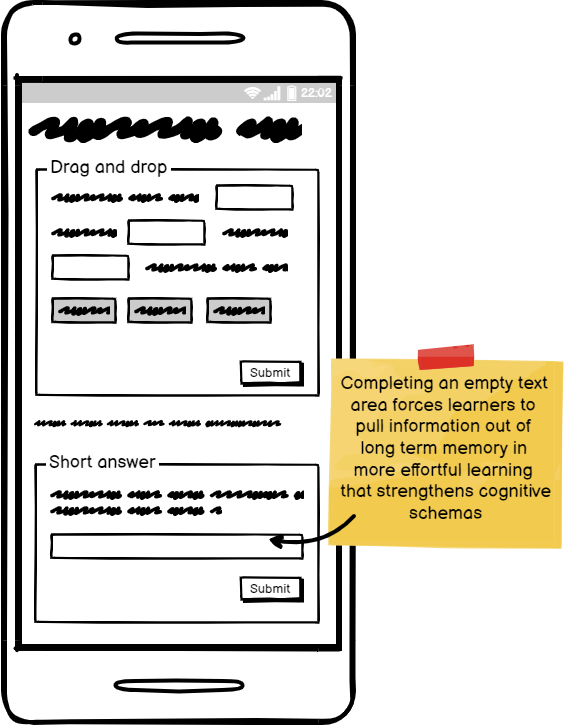 22:02
Drag and drop
Submit
Short answer
Submit
Completing an empty text
area forces learners to
pull information out of
long term memory in
more effortful learning
that strengthens cognitive
schemas